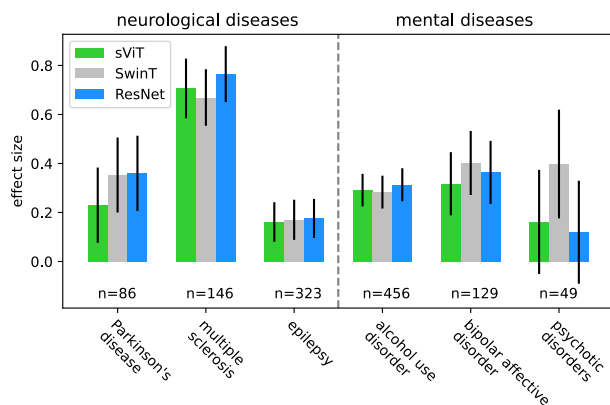 neurological diseases
mental diseases
sViT
SwinT
ResNet
effect size
0.8
0.6
0.4
0.2
0.0
n=86
n=146
n=323
n=456
n=129
n=49
Parkinson's
disease
multiple
sclerosis
epilepsy
alcohol use
disorder
bipolar affective
disorder
psychotic
disorders